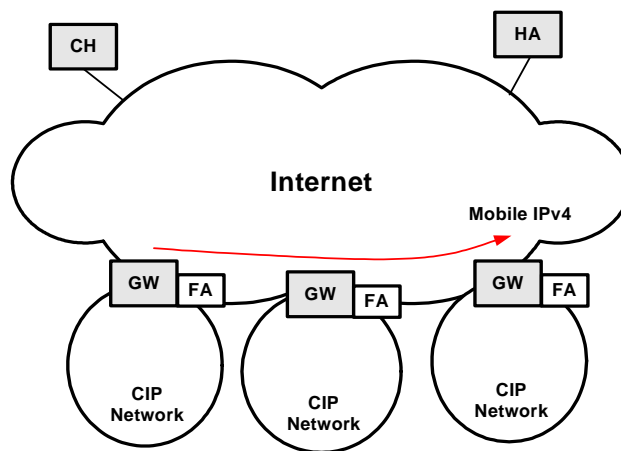 CH
HA
Internet
Mobile IPv4
GW
FA
GW
FA
GW
FA
CIP
Network
CIP
Network
CIP
Network